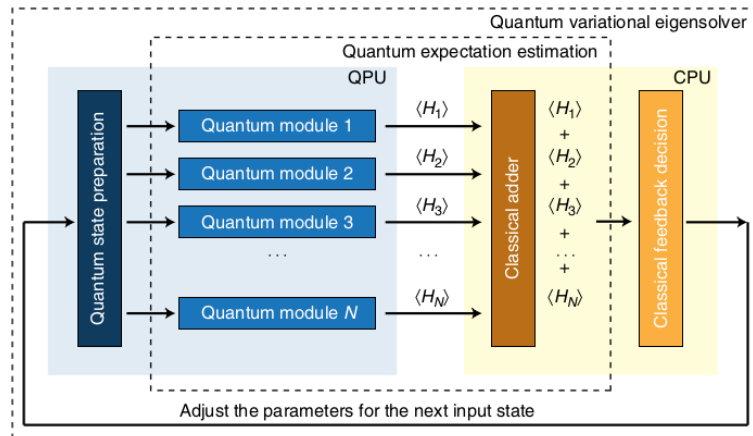 Quantum variational eigensolver
Quantum expectation estimation
QPU
CPU
Quantum state preparation
Quantum module 1
Quantum module 2
Quantum module 3
...
Quantum module N
⟨H₁⟩
⟨H₂⟩
⟨H₃⟩
...
⟨H_N⟩
Classical adder
⟨H₁⟩
+
⟨H₂⟩
+
⟨H₃⟩
+
...
+
⟨H_N⟩
Classical feedback decision
Adjust the parameters for the next input state